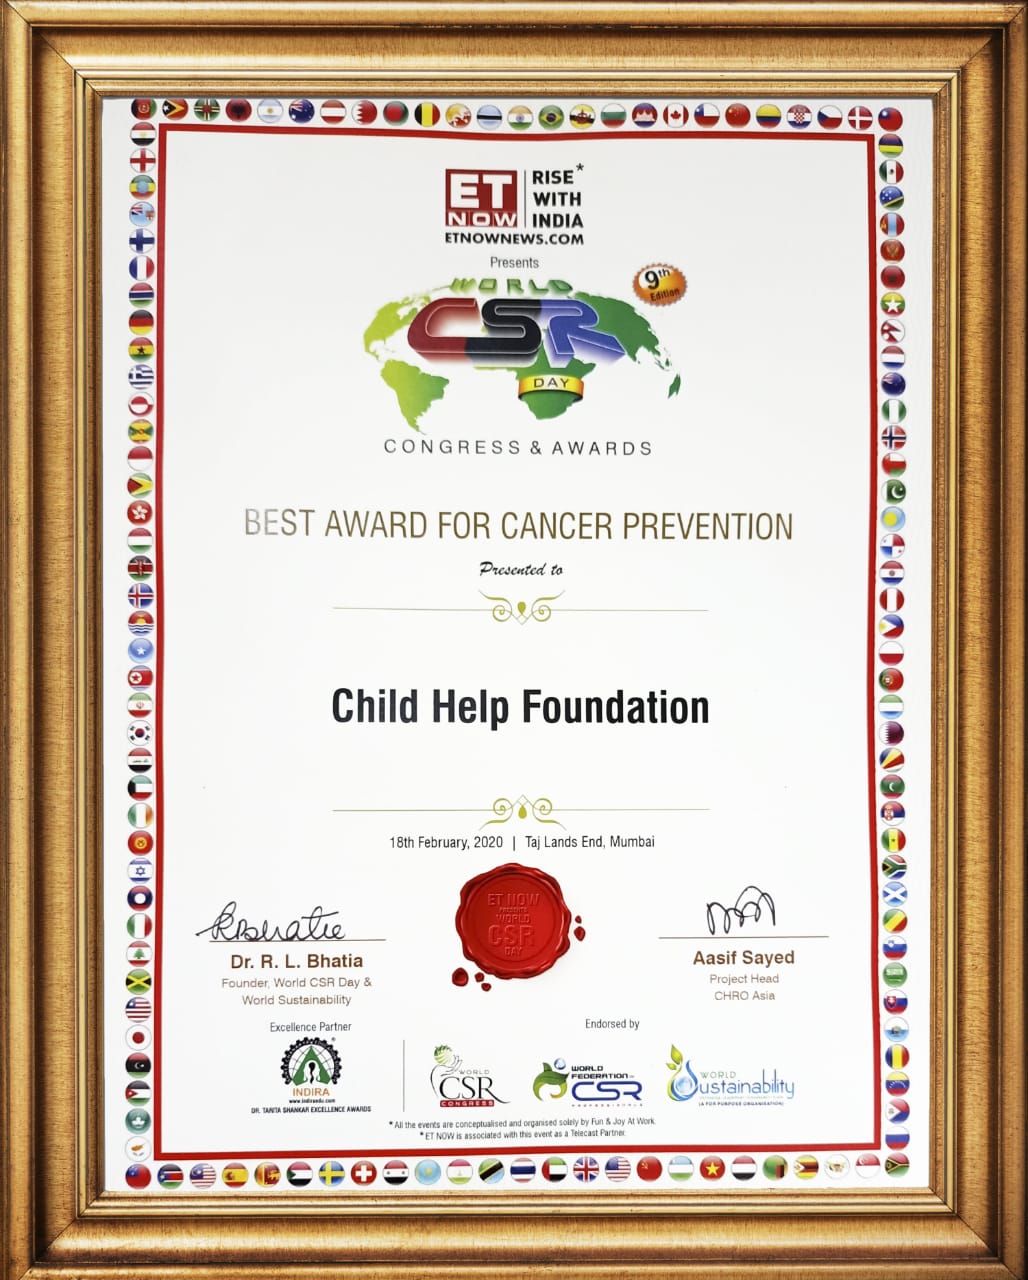 ET NOW
RISE*
WITH
INDIA
ETNOWNEWS.COM
Presents
WORLD
9th
Edition
CSR
DAY
CONGRESS & AWARDS
BEST AWARD FOR CANCER PREVENTION
Presented to
Child Help Foundation
18th February, 2020 | Taj Lands End, Mumbai
ET NOW
PRESENTS
WORLD
CSR
DAY
Dr. R. L. Bhatia
Founder, World CSR Day &
World Sustainability
Aasif Sayed
Project Head
CHRO Asia
Excellence Partner
INDIRA
www.indiraedu.com
DR. TARITA SHANKAR EXCELLENCE AWARDS
Endorsed by
WORLD
CSR
CONGRESS
WORLD
FEDERATION OF
CSR
PROFESSIONALS
WORLD
Sustainability
(A FOR PURPOSE ORGANISATION)
* All the events are conceptualised and organised solely by Fun & Joy At Work.
* ET NOW is associated with this event as a Telecast Partner.